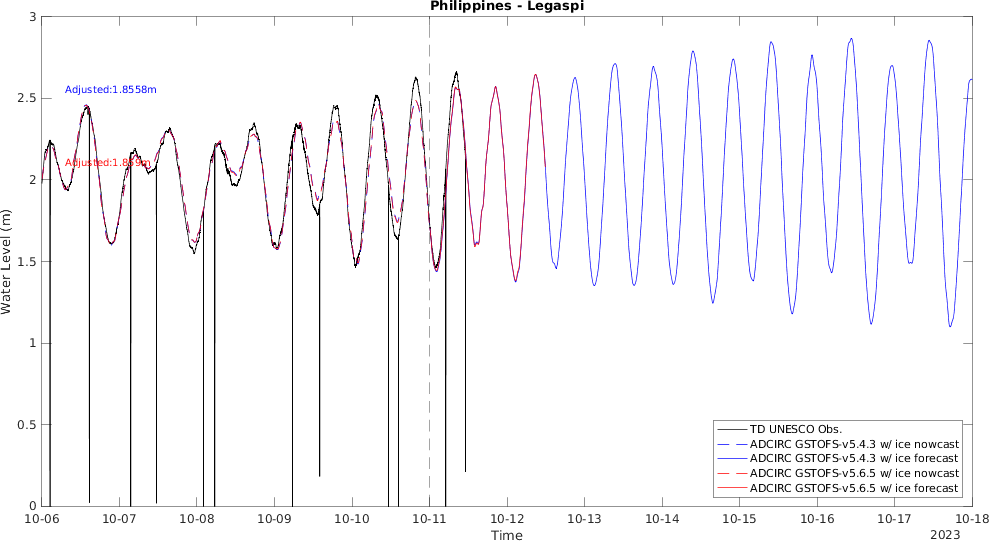 Philippines - Legaspi
Water Level (m)
3
2.5
2
1.5
1
0.5
0
Adjusted:1.8558m
Adjusted:1.859m
TD UNESCO Obs.
ADCIRC GSTOFS-v5.4.3 w/ ice nowcast
ADCIRC GSTOFS-v5.4.3 w/ ice forecast
ADCIRC GSTOFS-v5.6.5 w/ ice nowcast
ADCIRC GSTOFS-v5.6.5 w/ ice forecast
10-06 10-07 10-08 10-09 10-10 10-11 10-12 10-13 10-14 10-15 10-16 10-17 10-18
Time
2023